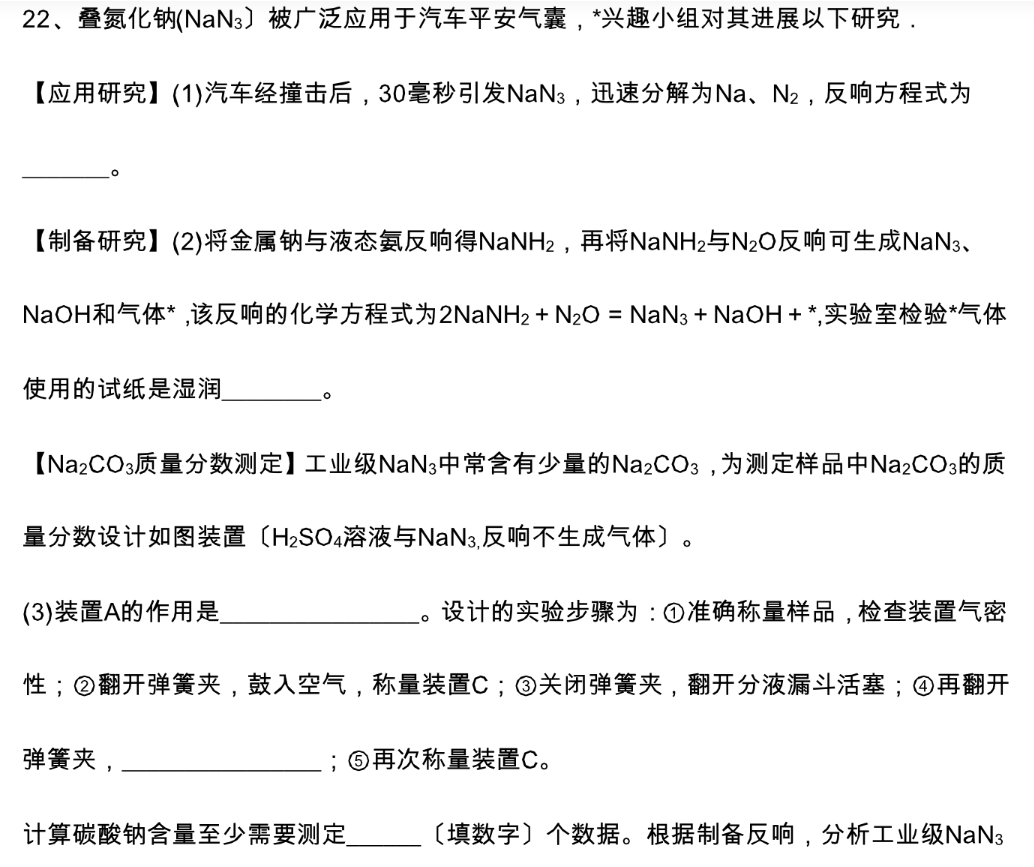 22、叠氮化钠(NaN₃〕被广泛应用于汽车平安气囊，*兴趣小组对其进展以下研究．
【应用研究】(1)汽车经撞击后，30毫秒引发NaN₃，迅速分解为Na、N₂，反响方程式为
_______。
【制备研究】(2)将金属钠与液态氨反响得NaNH₂，再将NaNH₂与N₂O反响可生成NaN₃、
NaOH和气体* ,该反响的化学方程式为2NaNH₂ + N₂O = NaN₃ + NaOH + *,实验室检验*气体
使用的试纸是湿润________。
【Na₂CO₃质量分数测定】工业级NaN₃中常含有少量的Na₂CO₃ ,为测定样品中Na₂CO₃的质
量分数设计如图装置〔H₂SO₄溶液与NaN₃,反响不生成气体〕。
(3)装置A的作用是________________。设计的实验步骤为：①准确称量样品，检查装置气密
性；②翻开弹簧夹，鼓入空气，称量装置C；③关闭弹簧夹，翻开分液漏斗活塞；④再翻开
弹簧夹，________________；⑤再次称量装置C。
计算碳酸钠含量至少需要测定______〔填数字〕个数据。根据制备反响，分析工业级NaN₃